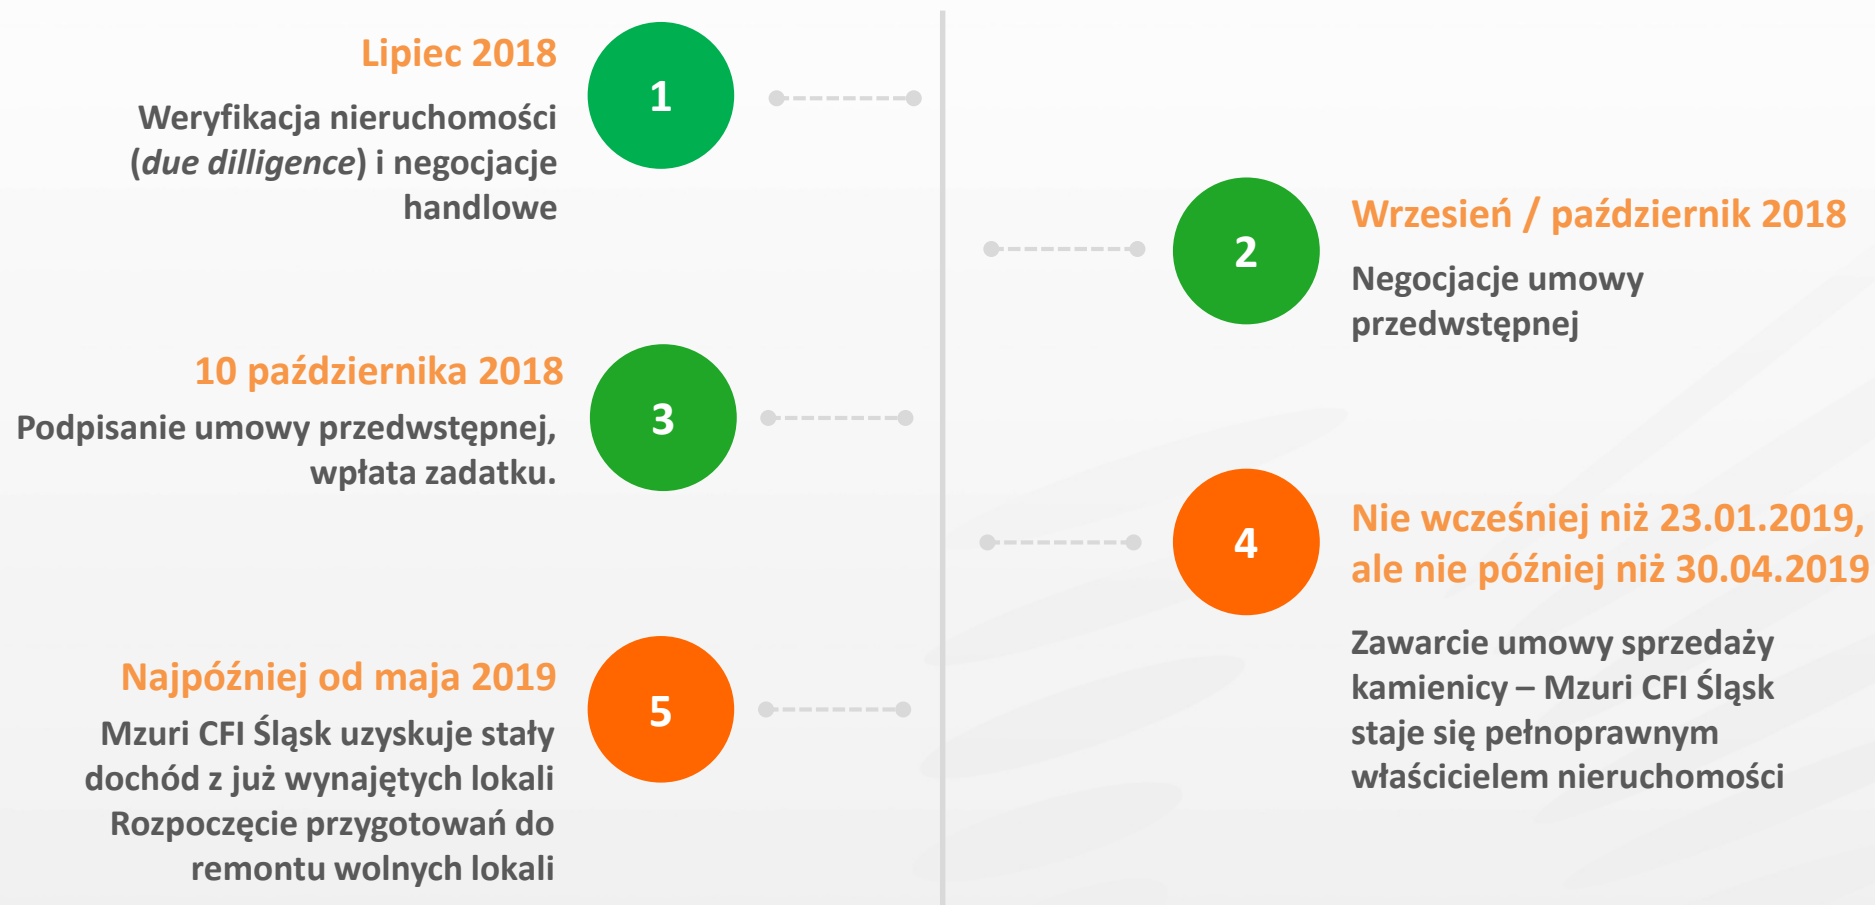 Lipiec 2018
1
Weryfikacja nieruchomości
(due dilligence) i negocjacje
handlowe
Wrzesień / październik 2018
2
Negocjacje umowy
przedwstępnej
10 października 2018
3
Podpisanie umowy przedwstępnej,
wpłata zadatku.
Nie wcześniej niż 23.01.2019,
ale nie później niż 30.04.2019
4
Zawarcie umowy sprzedaży
kamienicy – Mzuri CFI Śląsk
staje się pełnoprawnym
właścicielem nieruchomości
Najpóźniej od maja 2019
5
Mzuri CFI Śląsk uzyskuje stały
dochód z już wynajętych lokali
Rozpoczęcie przygotowań do
remontu wolnych lokali